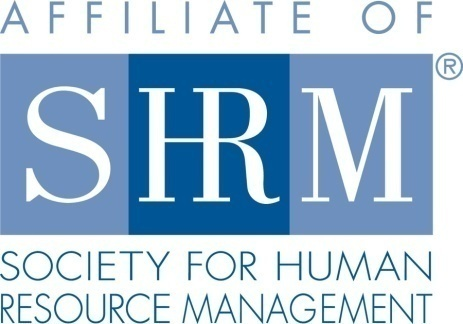 AFFILIATE OF
SHRM®
SOCIETY FOR HUMAN
RESOURCE MANAGEMENT